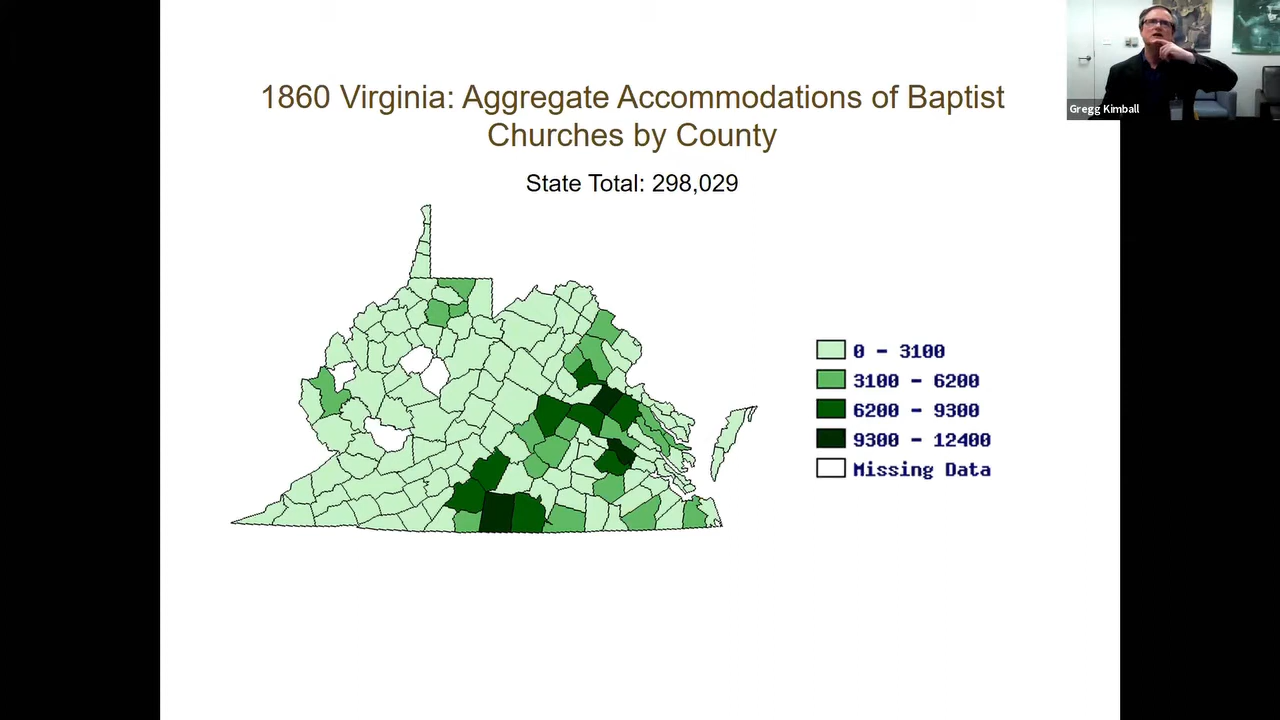 1860 Virginia: Aggregate Accommodations of Baptist
Churches by County
State Total: 298,029
0 - 3100
3100 - 6200
6200 - 9300
9300 - 12400
Missing Data
Gregg Kimball